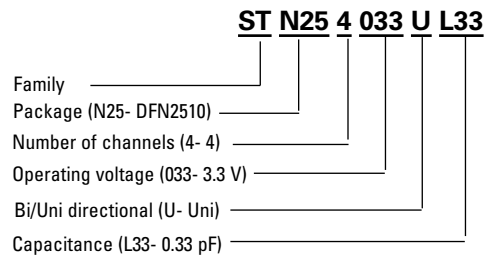 ST N25 4 033 U L33
Family
Package (N25- DFN2510)
Number of channels (4- 4)
Operating voltage (033- 3.3 V)
Bi/Uni directional (U- Uni)
Capacitance (L33- 0.33 pF)